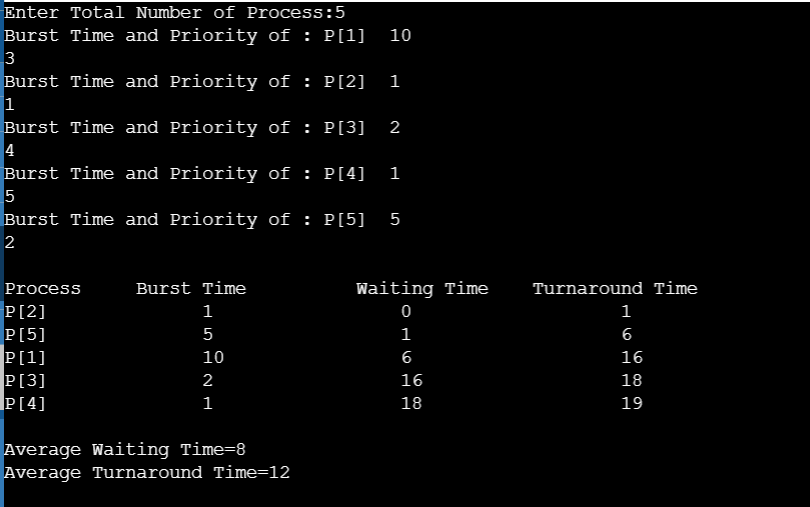 Enter Total Number of Process:5
Burst Time and Priority of : P[1]  10
3
Burst Time and Priority of : P[2]  1
1
Burst Time and Priority of : P[3]  2
4
Burst Time and Priority of : P[4]  1
5
Burst Time and Priority of : P[5]  5
2
Process     Burst Time          Waiting Time    Turnaround Time
P[2]              1                 0                   1
P[5]              5                 1                   6
P[1]              10                6                   16
P[3]              2                 16                  18
P[4]              1                 18                  19
Average Waiting Time=8
Average Turnaround Time=12